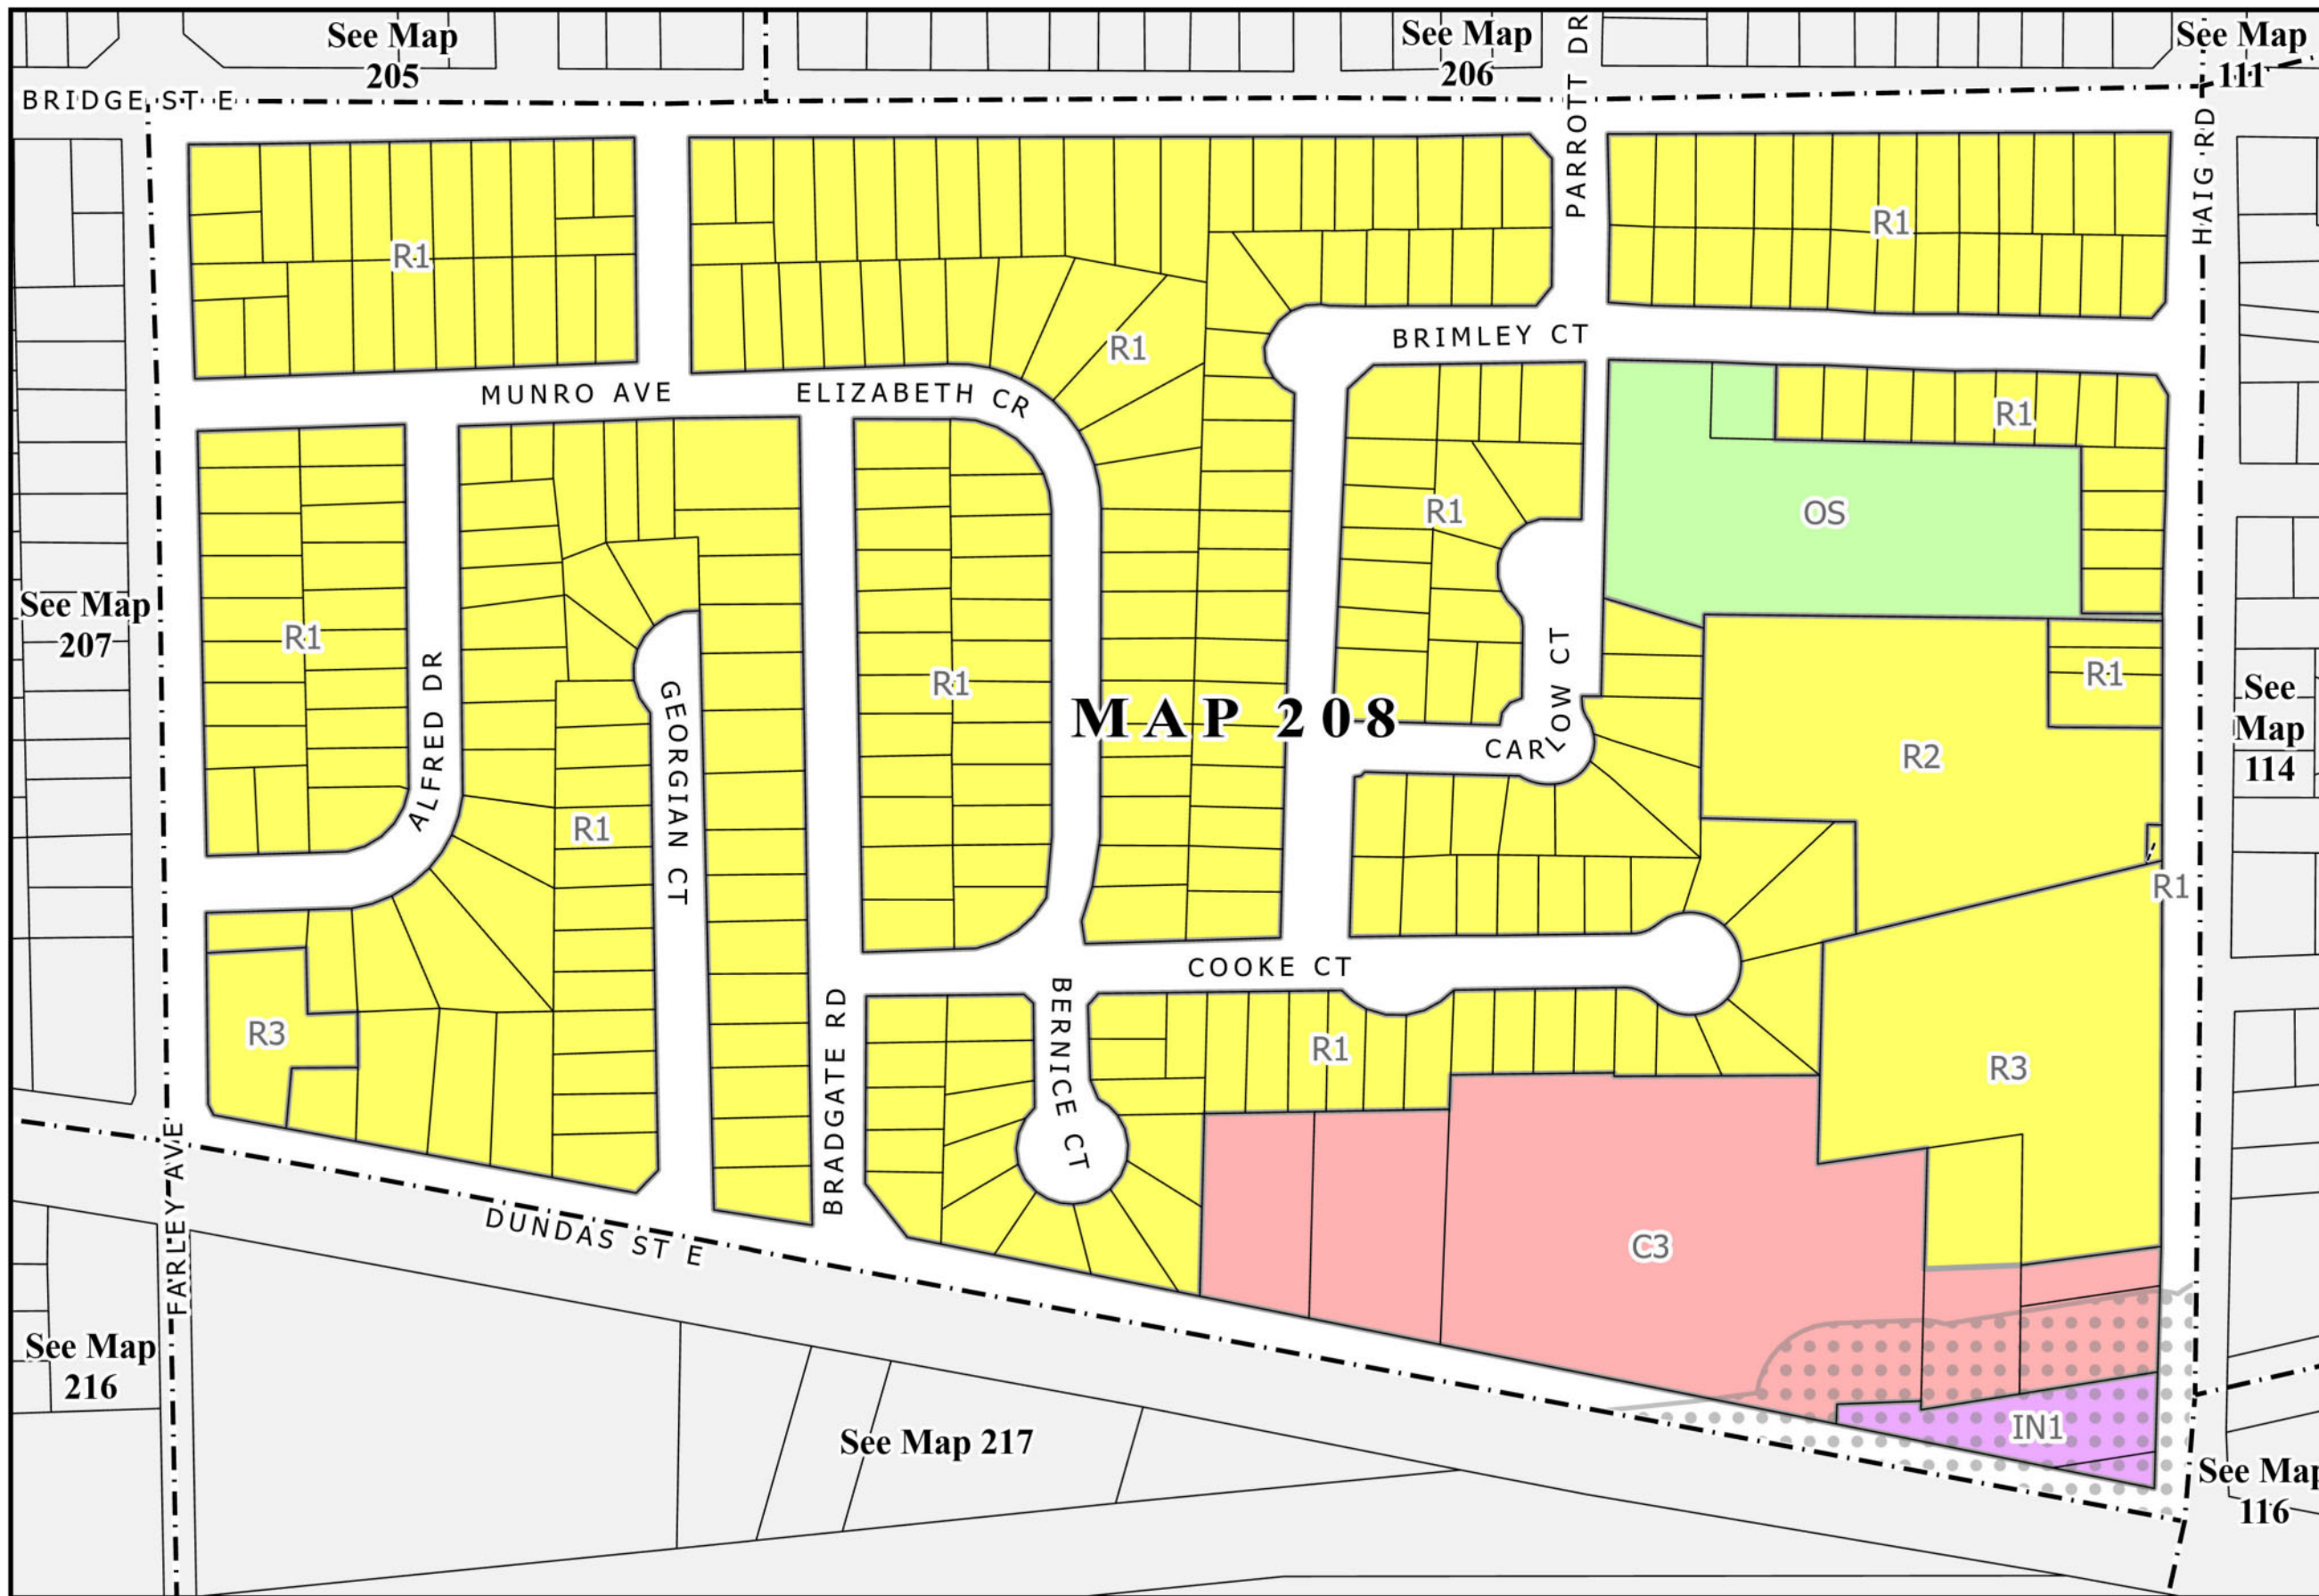 See Map
205
See Map
206
See Map
111
BRIDGE ST E
PARROTT DR
HAIG RD
R1
R1
R1
BRIMLEY CT
MUNRO AVE
ELIZABETH CR
R1
R1
OS
See Map
207
R1
R1
ALFRED DR
GEORGIAN CT
MAP 208
CARLOW CT
R1
R2
See
Map
114
R1
R1
COOKE CT
R3
BRADGATE RD
BERNICE CT
R1
R3
FARLEY AVE
DUNDAS ST E
C3
See Map
216
See Map 217
IN1
See Map
116